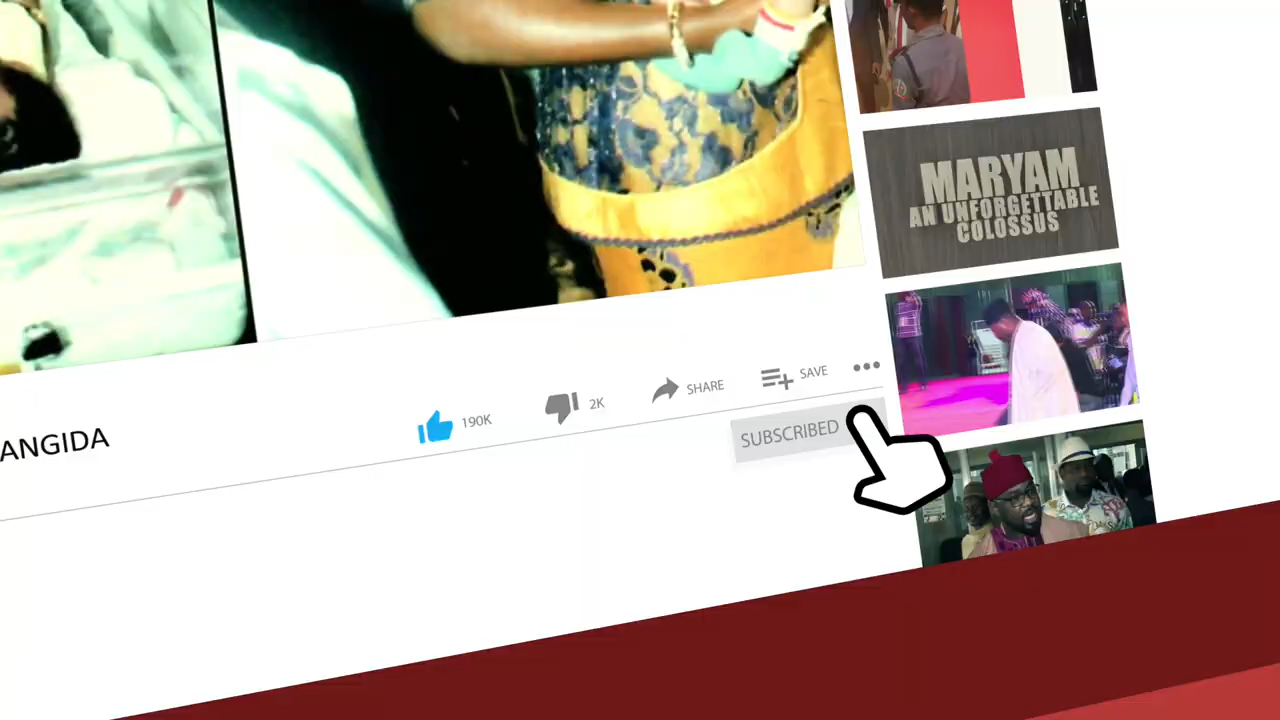 MARYAM
AN UNFORGETTABLE
COLOSSUS
190K
2K
SHARE
SAVE
SUBSCRIBED
ANGIDA